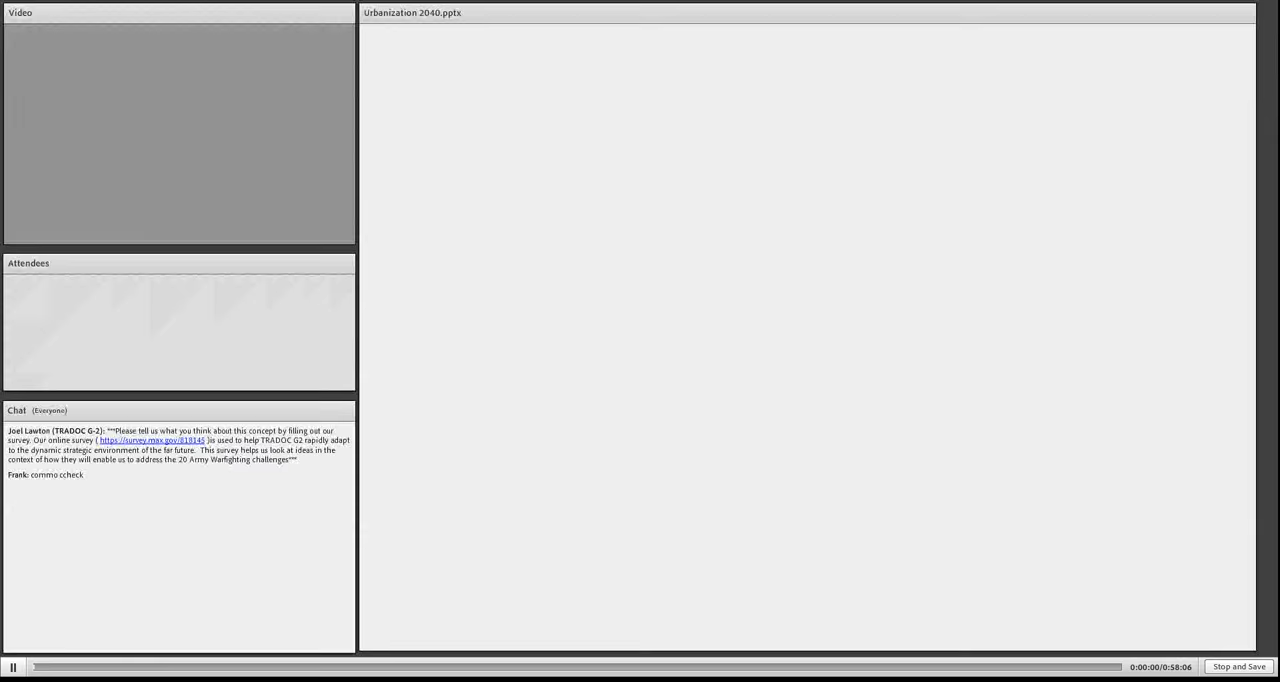 Video
Urbanization 2040.pptx
Attendees
Chat (Everyone)
Joel Lawton (TRADOC G-2): ***Please tell us what you think about this concept by filling out our
survey. Our online survey ( https://survey.max.gov/818145 )is used to help TRADOC G2 rapidly adapt
to the dynamic strategic environment of the far future. This survey helps us look at ideas in the
context of how they will enable us to address the 20 Army Warfighting challenges***
Frank: commo ccheck
0:00:00/0:58:06
Stop and Save